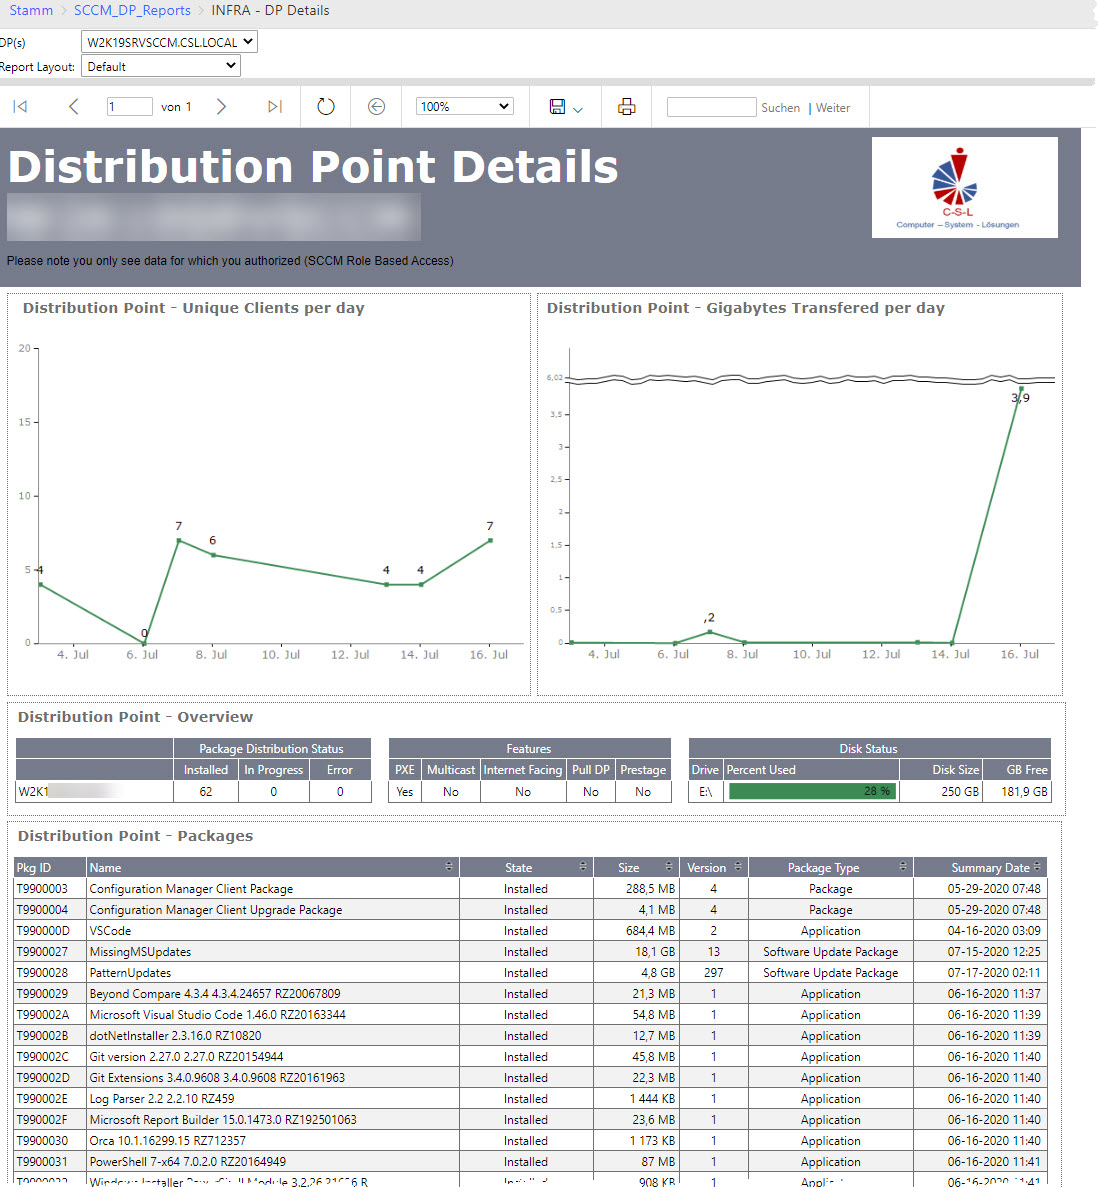 Stamm > SCCM_DP_Reports > INFRA - DP Details
DP(s) W2K19SRVSCCM.CSL.LOCAL
Report Layout: Default
1 von 1 100% Suchen | Weiter
Distribution Point Details
C-S-L
Computer – System - Lösungen
Please note you only see data for which you authorized (SCCM Role Based Access)
Distribution Point - Unique Clients per day
20
15
10
5
0
4
0
7
6
4
4
7
4. Jul 6. Jul 8. Jul 10. Jul 12. Jul 14. Jul 16. Jul
Distribution Point - Gigabytes Transfered per day
6,02
3,5
3
2,5
2
1,5
1
0,5
0
,2
3,9
4. Jul 6. Jul 8. Jul 10. Jul 12. Jul 14. Jul 16. Jul
Distribution Point - Overview
Package Distribution Status Features Disk Status
Installed In Progress Error PXE Multicast Internet Facing Pull DP Prestage Drive Percent Used Disk Size GB Free
W2K1 62 0 0 Yes No No No No E:\ 28 % 250 GB 181,9 GB
Distribution Point - Packages
Pkg ID Name State Size Version Package Type Summary Date
T9900003 Configuration Manager Client Package Installed 288,5 MB 4 Package 05-29-2020 07:48
T9900004 Configuration Manager Client Upgrade Package Installed 4,1 MB 4 Package 05-29-2020 07:48
T990000D VSCode Installed 684,4 MB 2 Application 04-16-2020 03:09
T9900027 MissingMSUpdates Installed 18,1 GB 13 Software Update Package 07-15-2020 12:25
T9900028 PatternUpdates Installed 4,8 GB 297 Software Update Package 07-17-2020 02:11
T9900029 Beyond Compare 4.3.4 4.3.4.24657 RZ20067809 Installed 21,3 MB 1 Application 06-16-2020 11:37
T990002A Microsoft Visual Studio Code 1.46.0 RZ20163344 Installed 54,8 MB 1 Application 06-16-2020 11:39
T990002B dotNetInstaller 2.3.16.0 RZ10820 Installed 12,7 MB 1 Application 06-16-2020 11:39
T990002C Git version 2.27.0 2.27.0 RZ20154944 Installed 45,8 MB 1 Application 06-16-2020 11:40
T990002D Git Extensions 3.4.0.9608 3.4.0.9608 RZ20161963 Installed 22,3 MB 1 Application 06-16-2020 11:40
T990002E Log Parser 2.2 2.2.10 RZ459 Installed 1 444 KB 1 Application 06-16-2020 11:40
T990002F Microsoft Report Builder 15.0.1473.0 RZ192501063 Installed 23,6 MB 1 Application 06-16-2020 11:40
T9900030 Orca 10.1.16299.15 RZ712357 Installed 1 173 KB 1 Application 06-16-2020 11:40
T9900031 PowerShell 7-x64 7.0.2.0 RZ20164949 Installed 87 MB 1 Application 06-16-2020 11:41
Windows Installer Module 908 KB 1